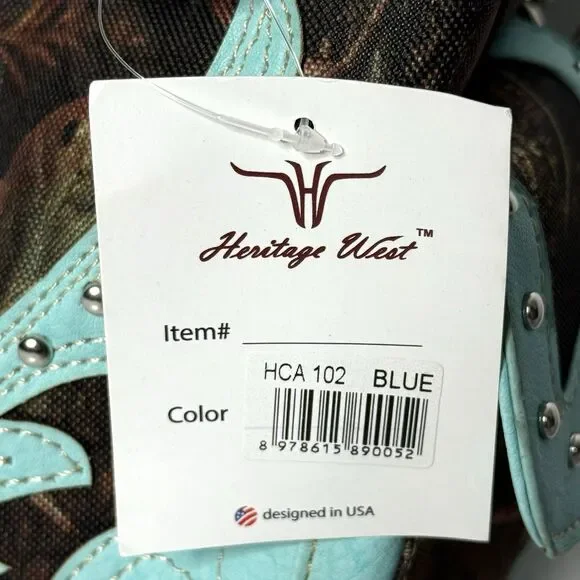 Heritage West™
Item#
HCA 102 BLUE
Color
8 978615 890052
designed in USA